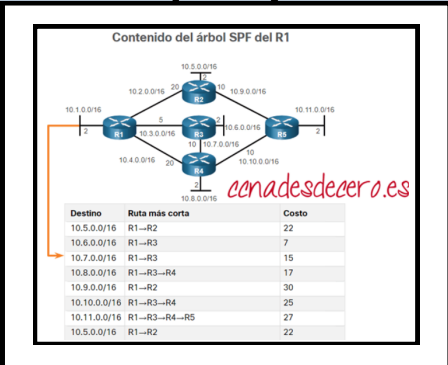 Contenido del árbol SPF del R1
10.5.0.0/16
2
10.2.0.0/16 20 10 10.9.0.0/16
R2
10.1.0.0/16 10.11.0.0/16
5 2
2 R1 10.3.0.0/16 R3 10.6.0.0/16 R5 2
10 10.7.0.0/16
10.4.0.0/16 20 10
R4 10.10.0.0/16
2
10.8.0.0/16
ccnadesdecero.es
Destino Ruta más corta Costo
10.5.0.0/16 R1→R2 22
10.6.0.0/16 R1→R3 7
10.7.0.0/16 R1→R3 15
10.8.0.0/16 R1→R3→R4 17
10.9.0.0/16 R1→R2 30
10.10.0.0/16 R1→R3→R4 25
10.11.0.0/16 R1→R3→R4→R5 27
10.5.0.0/16 R1→R2 22